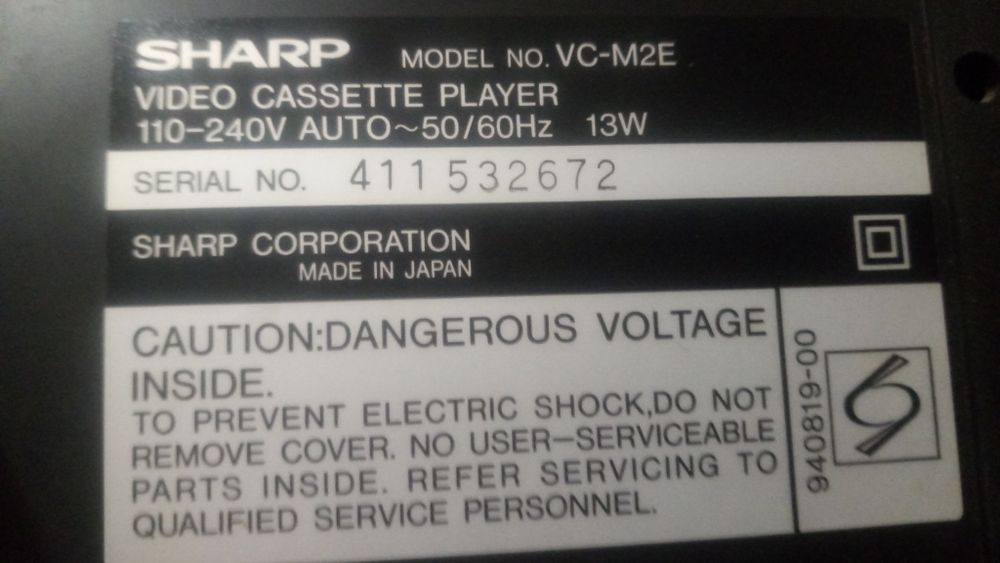 SHARP MODEL NO. VC-M2E
VIDEO CASSETTE PLAYER
110-240V AUTO~50/60Hz 13W
SERIAL NO. 411532672
SHARP CORPORATION
MADE IN JAPAN
CAUTION:DANGEROUS VOLTAGE
INSIDE.
TO PREVENT ELECTRIC SHOCK,DO NOT
REMOVE COVER. NO USER-SERVICEABLE
PARTS INSIDE. REFER SERVICING TO
QUALIFIED SERVICE PERSONNEL.
940819-00